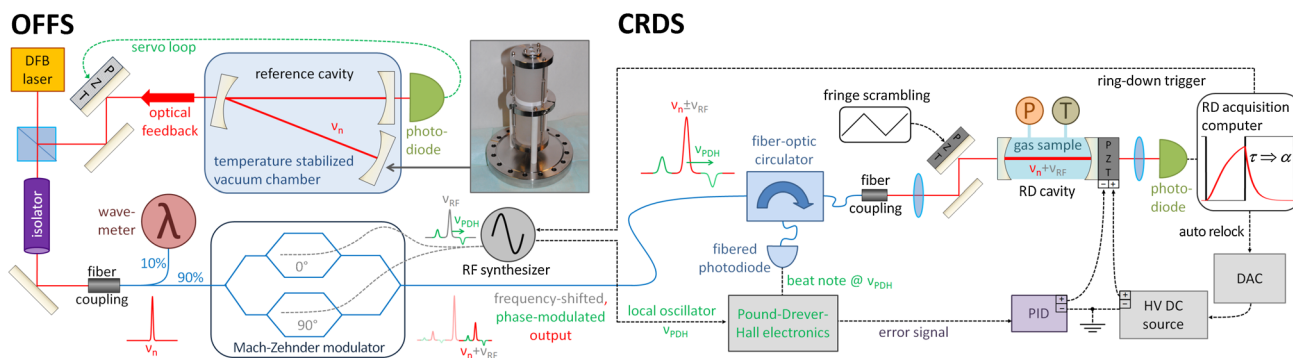 OFFS
CRDS
DFB
laser
PZT
servo loop
optical
feedback
reference cavity
νn
temperature stabilized
vacuum chamber
photo-
diode
isolator
wave-
meter
λ
10%
90%
fiber
coupling
νn
0°
90°
Mach-Zehnder modulator
νRF
νPDH
RF synthesizer
frequency-shifted,
phase-modulated
output
νn+νRF
νn±νRF
νPDH
fiber-optic
circulator
fibered
photodiode
beat note @ νPDH
local oscillator
νPDH
Pound-Drever-
Hall electronics
error signal
fringe scrambling
PZT
fiber
coupling
P
T
gas sample
νn+νRF
RD cavity
PZT
− +
photo-
diode
ring-down trigger
RD acquisition
computer
τ ⇒ α
auto relock
DAC
HV DC
source
+
−
PID
+
−